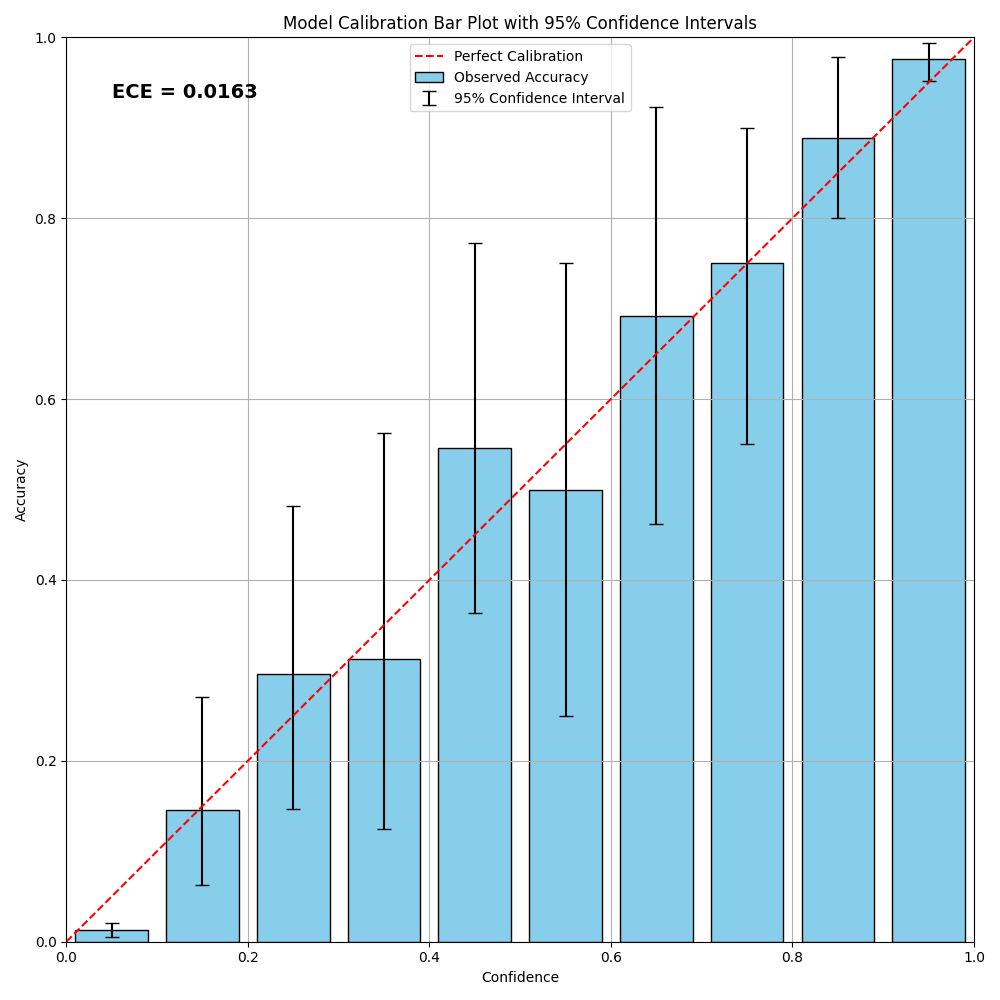 Model Calibration Bar Plot with 95% Confidence Intervals
ECE = 0.0163
Perfect Calibration
Observed Accuracy
95% Confidence Interval
Accuracy
1.0
0.8
0.6
0.4
0.2
0.0
0.0 0.2 0.4 0.6 0.8 1.0
Confidence